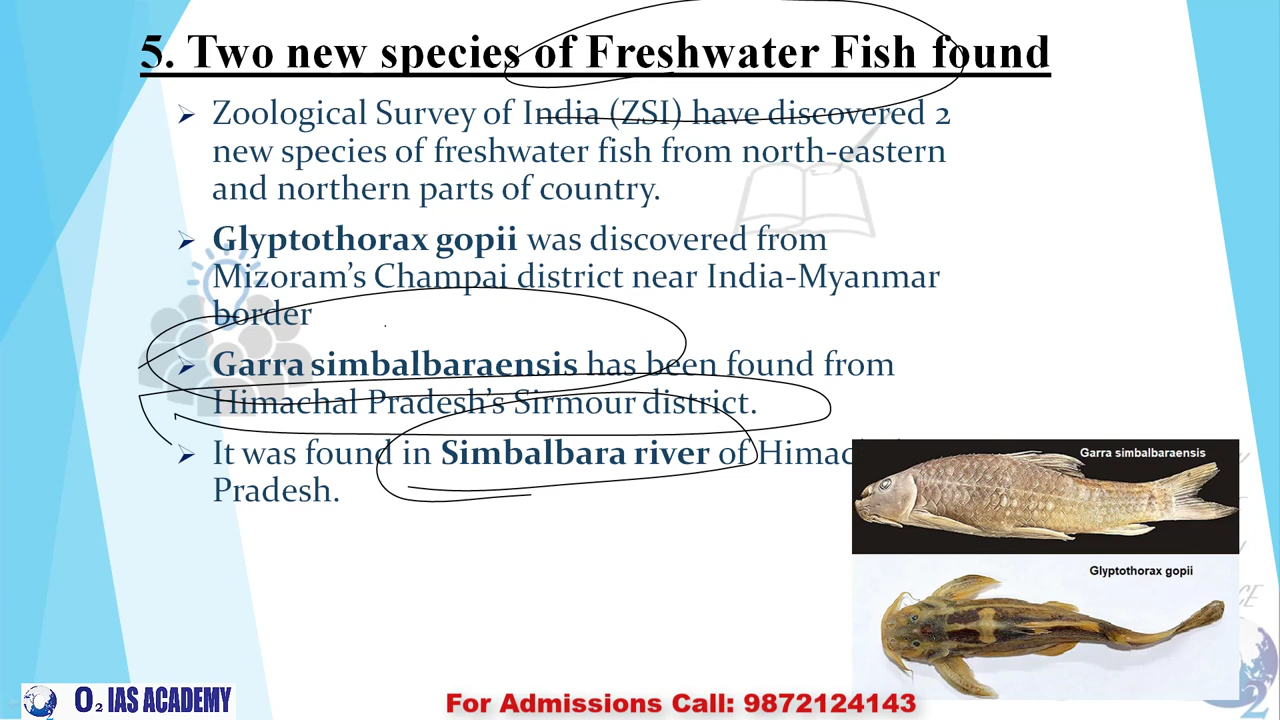 5. Two new species of Freshwater Fish found
Zoological Survey of India (ZSI) have discovered 2
new species of freshwater fish from north-eastern
and northern parts of country.
Glyptothorax gopii was discovered from
Mizoram's Champai district near India-Myanmar
border
Garra simbalbaraensis has been found from
Himachal Pradesh's Sirmour district.
It was found in Simbalbara river of
Pradesh.
Garra simbalbaraensis
Glyptothorax gopii
O2 IAS ACADEMY
For Admissions Call: 9872124143